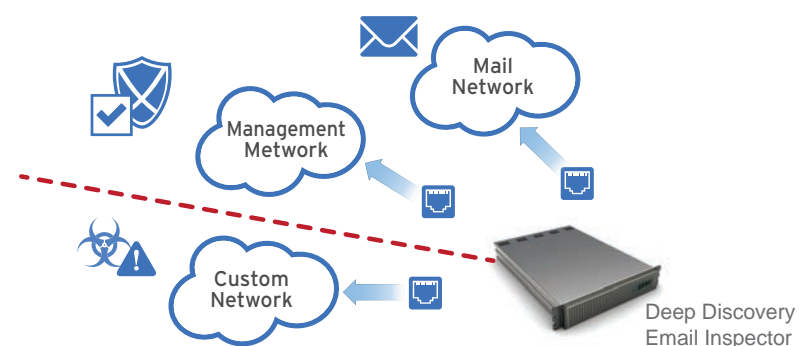 Mail
Network
Management
Metwork
Custom
Network
Deep Discovery
Email Inspector